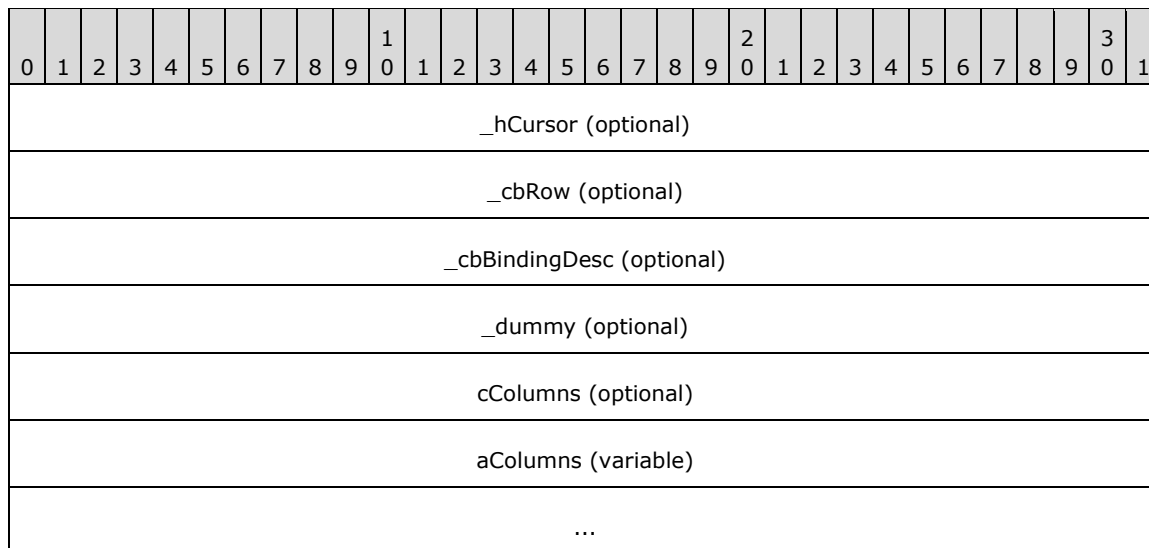 1 2 3
0 1 2 3 4 5 6 7 8 9 0 1 2 3 4 5 6 7 8 9 0 1 2 3 4 5 6 7 8 9 0 1
_hCursor (optional)
_cbRow (optional)
_cbBindingDesc (optional)
_dummy (optional)
cColumns (optional)
aColumns (variable)
...